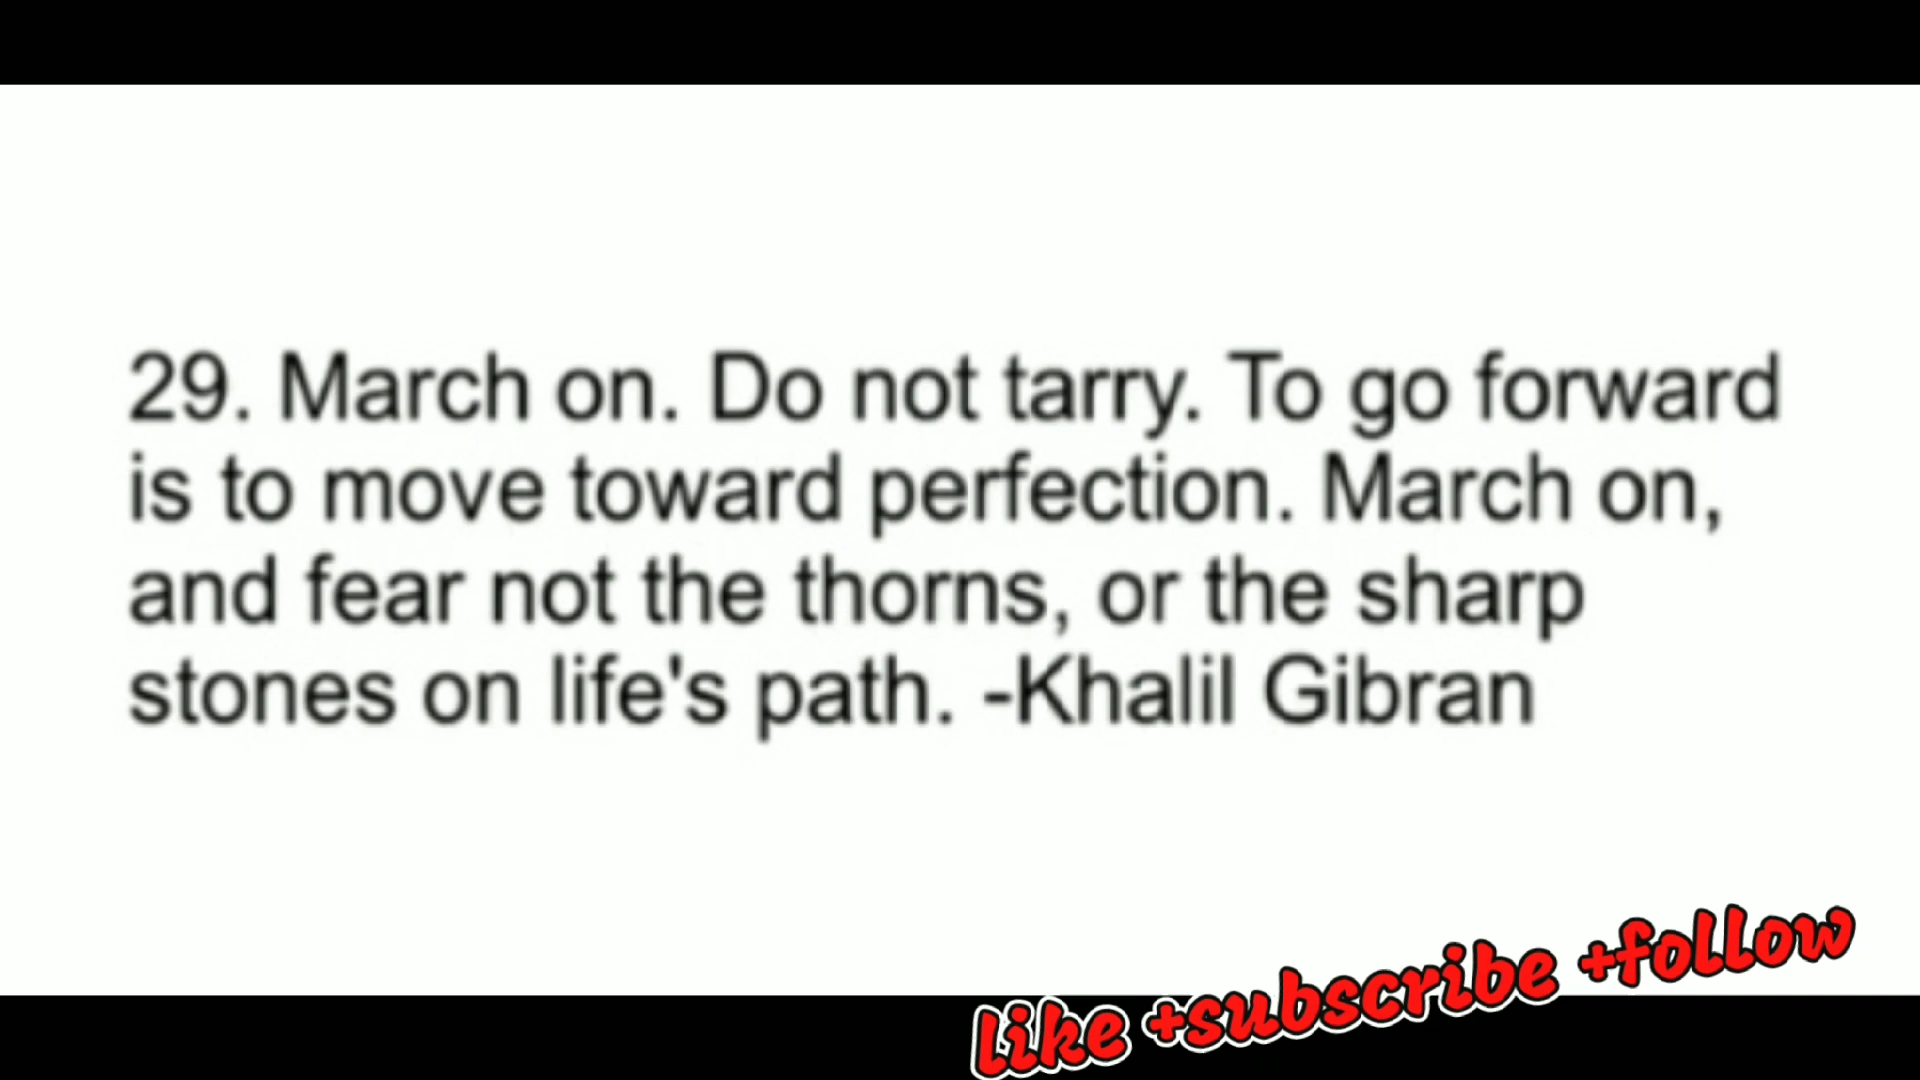 29. March on. Do not tarry. To go forward
is to move toward perfection. March on,
and fear not the thorns, or the sharp
stones on life's path. -Khalil Gibran
like +subscribe +follow